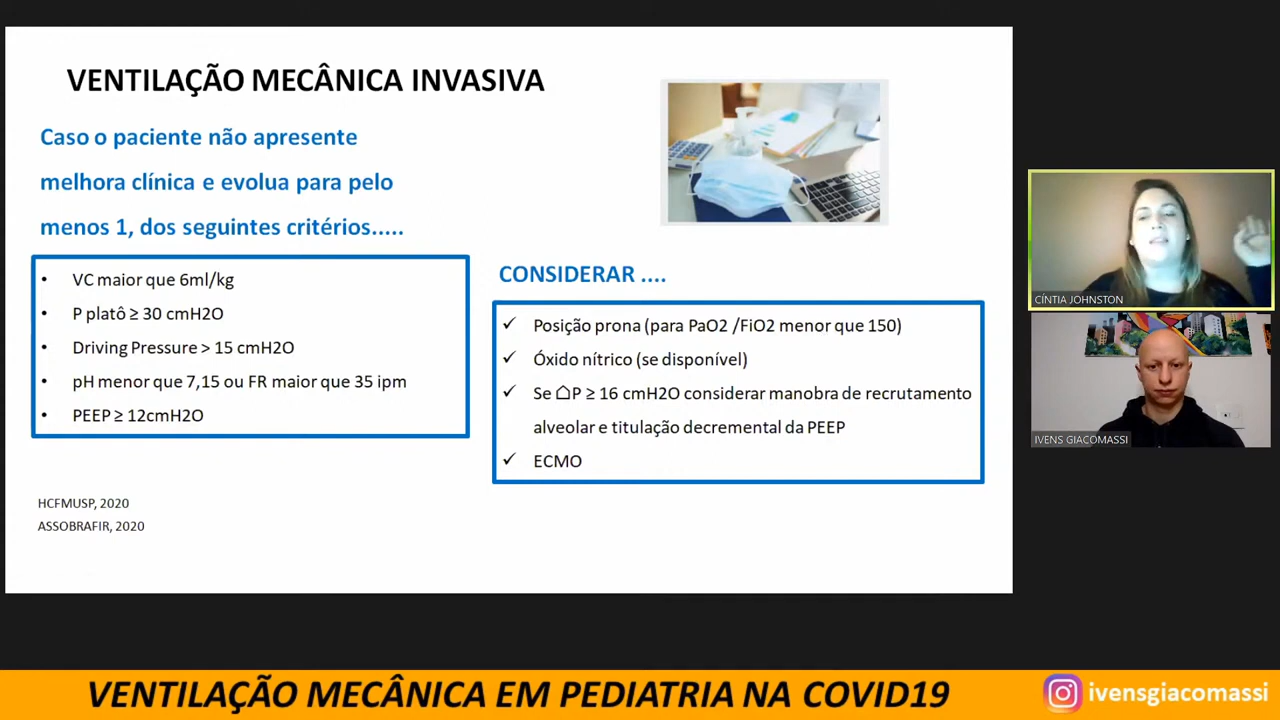 VENTILAÇÃO MECÂNICA INVASIVA
Caso o paciente não apresente
melhora clínica e evolua para pelo
menos 1, dos seguintes critérios.....
• VC maior que 6ml/kg
• P platô ≥ 30 cmH2O
• Driving Pressure > 15 cmH2O
• pH menor que 7,15 ou FR maior que 35 ipm
• PEEP ≥ 12cmH2O
CONSIDERAR ....
✓ Posição prona (para PaO2 /FiO2 menor que 150)
✓ Óxido nítrico (se disponível)
✓ Se ⌂P ≥ 16 cmH2O considerar manobra de recrutamento
alveolar e titulação decremental da PEEP
✓ ECMO
HCFMUSP, 2020
ASSOBRAFIR, 2020
CÍNTIA JOHNSTON
IVENS GIACOMASSI
VENTILAÇÃO MECÂNICA EM PEDIATRIA NA COVID19
ivensgiacomassi